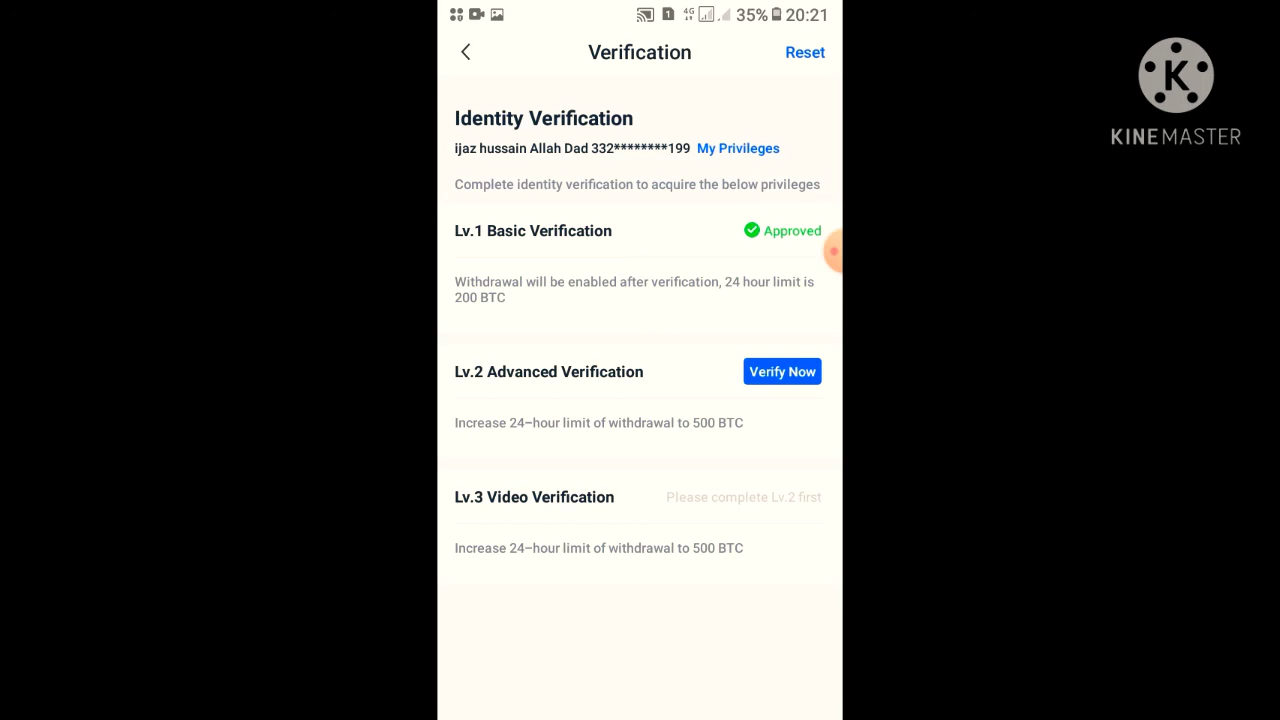 4G 35% 20:21
Verification Reset
K
KINEMASTER
Identity Verification
ijaz hussain Allah Dad 332********199 My Privileges
Complete identity verification to acquire the below privileges
Lv.1 Basic Verification Approved
Withdrawal will be enabled after verification, 24 hour limit is
200 BTC
Lv.2 Advanced Verification Verify Now
Increase 24–hour limit of withdrawal to 500 BTC
Lv.3 Video Verification Please complete Lv.2 first
Increase 24–hour limit of withdrawal to 500 BTC